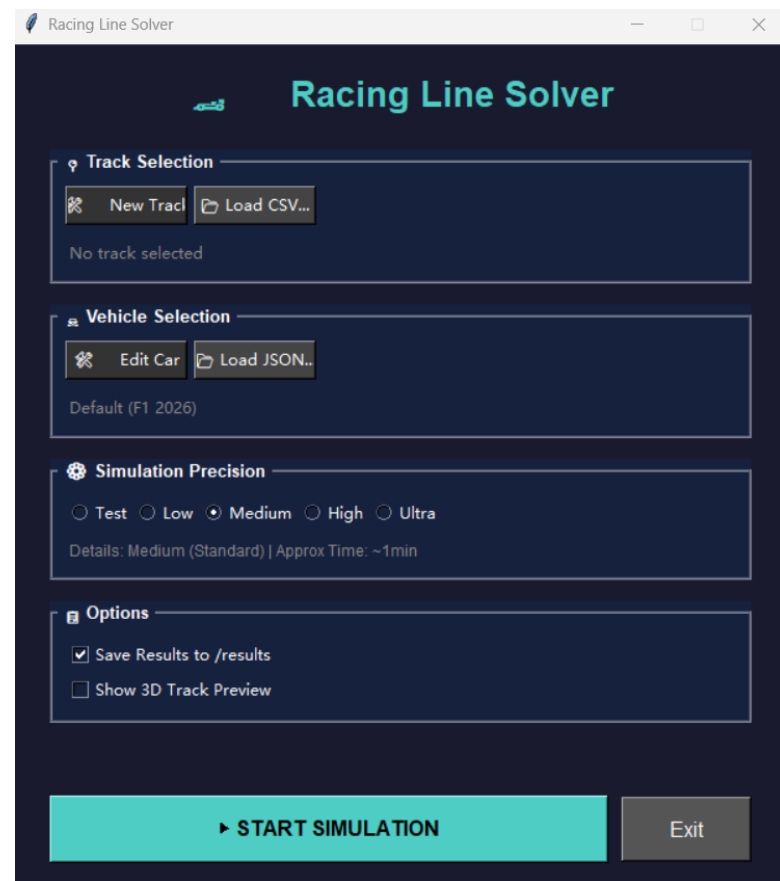 Racing Line Solver
Racing Line Solver
Track Selection
New Track Load CSV...
No track selected
Vehicle Selection
Edit Car Load JSON..
Default (F1 2026)
Simulation Precision
Test Low Medium High Ultra
Details: Medium (Standard) | Approx Time: ~1min
Options
Save Results to /results
Show 3D Track Preview
START SIMULATION Exit